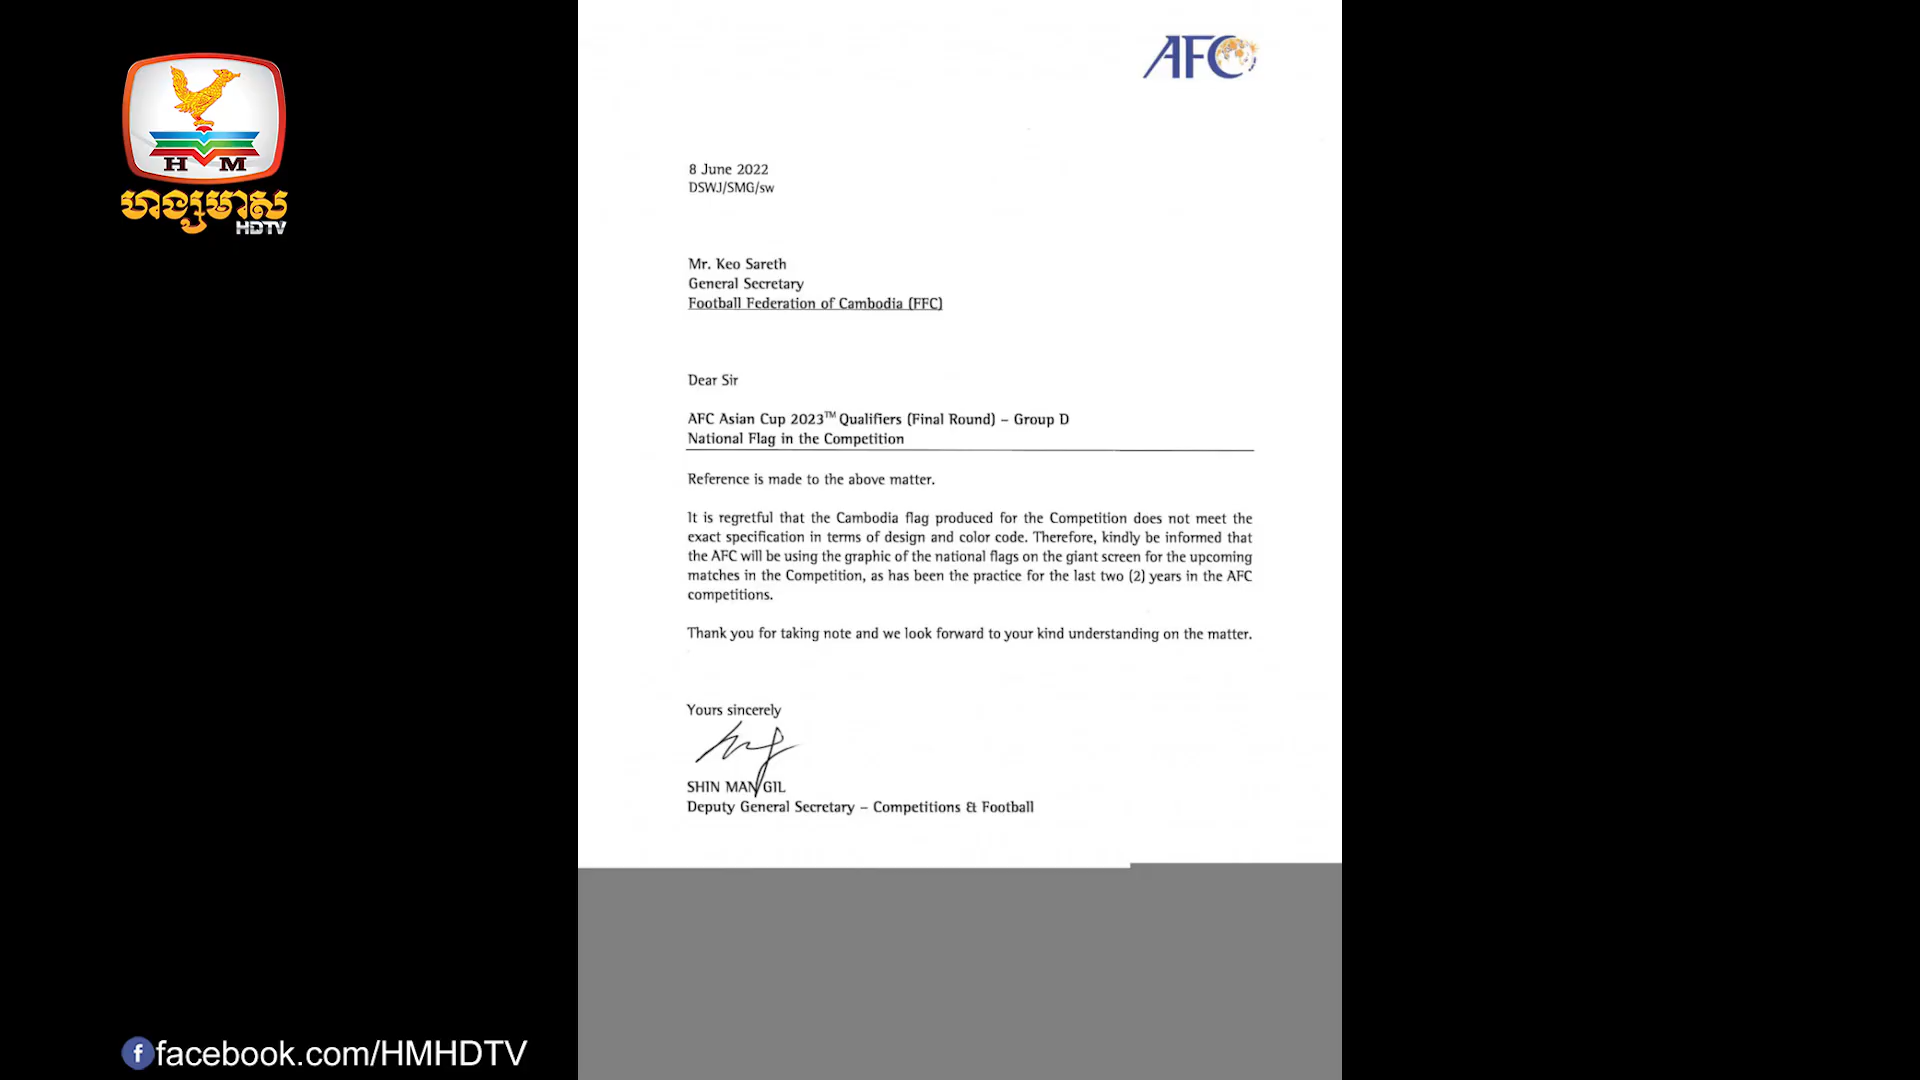 H M
ហង្សមាស
HDTV
AFC
8 June 2022
DSWJ/SMG/sw
Mr. Keo Sareth
General Secretary
Football Federation of Cambodia (FFC)
Dear Sir
AFC Asian Cup 2023™ Qualifiers (Final Round) – Group D
National Flag in the Competition
Reference is made to the above matter.
It is regretful that the Cambodia flag produced for the Competition does not meet the
exact specification in terms of design and color code. Therefore, kindly be informed that
the AFC will be using the graphic of the national flags on the giant screen for the upcoming
matches in the Competition, as has been the practice for the last two (2) years in the AFC
competitions.
Thank you for taking note and we look forward to your kind understanding on the matter.
Yours sincerely
SHIN MAN GIL
Deputy General Secretary – Competitions & Football
facebook.com/HMHDTV